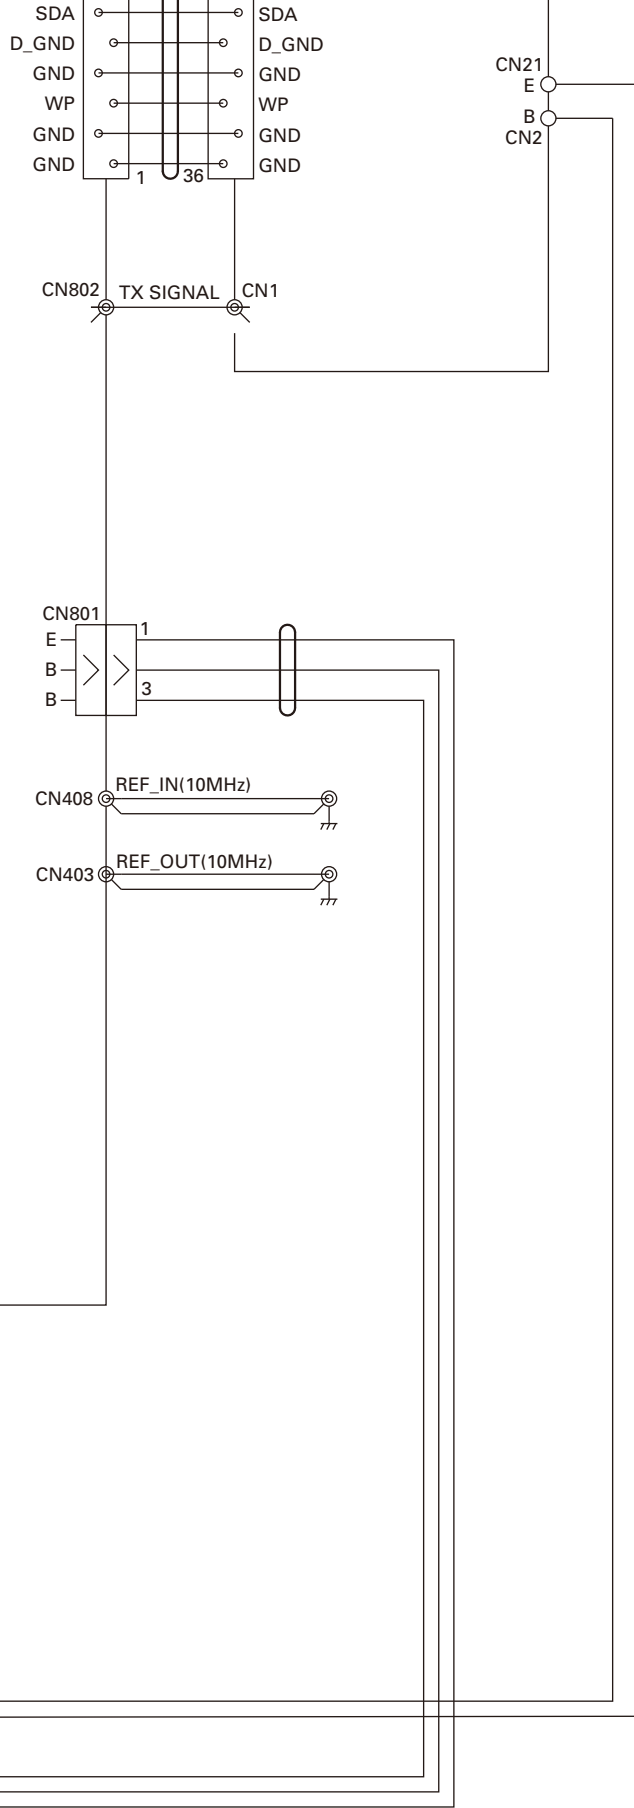 SDA SDA
D_GND D_GND
GND GND
WP WP
GND GND
GND GND
1 36
CN21
E
B
CN2
CN802 TX SIGNAL CN1
CN801
E 1
B
B 3
REF_IN(10MHz)
CN408
REF_OUT(10MHz)
CN403